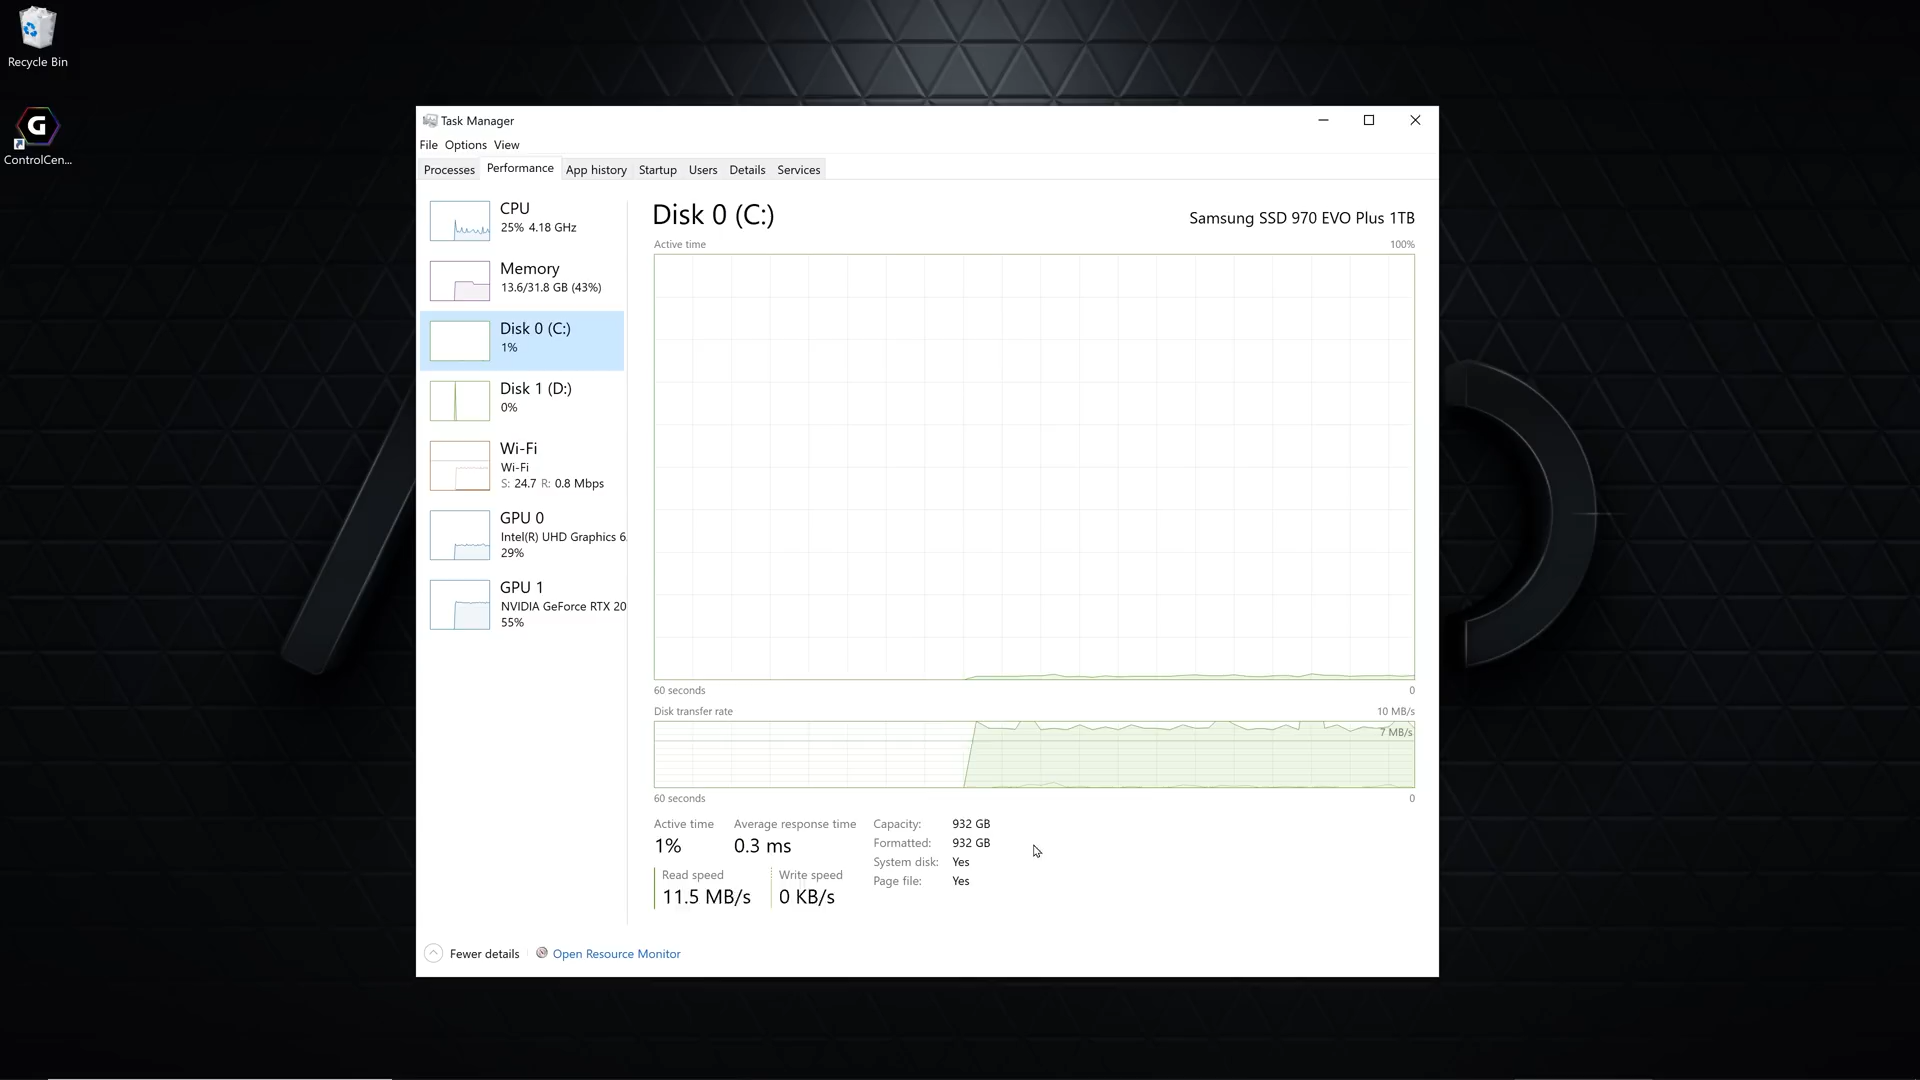 Recycle Bin
G
ControlCen...
Task Manager
File Options View
Processes Performance App history Startup Users Details Services
CPU
25% 4.18 GHz
Memory
13.6/31.8 GB (43%)
Disk 0 (C:)
1%
Disk 1 (D:)
0%
Wi-Fi
Wi-Fi
S: 24.7 R: 0.8 Mbps
GPU 0
Intel(R) UHD Graphics 6
29%
GPU 1
NVIDIA GeForce RTX 20
55%
Disk 0 (C:)
Samsung SSD 970 EVO Plus 1TB
Active time 100%
60 seconds 0
Disk transfer rate 10 MB/s
7 MB/s
60 seconds 0
Active time Average response time
1% 0.3 ms
Read speed Write speed
11.5 MB/s 0 KB/s
Capacity: 932 GB
Formatted: 932 GB
System disk: Yes
Page file: Yes
Fewer details Open Resource Monitor